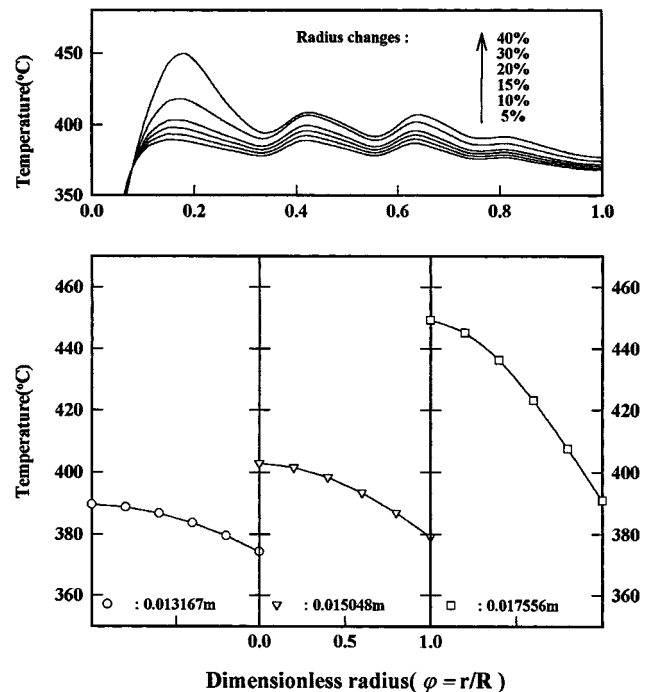 450
400
350
Temperature(°C)
Radius changes :
40%
30%
20%
15%
10%
5%
0.0 0.2 0.4 0.6 0.8 1.0
460 460
440 440
420 420
400 400
380 380
360 360
Temperature(°C)
: 0.013167m : 0.015048m : 0.017556m
0.0 0.5 1.0
Dimensionless radius( φ = r/R )